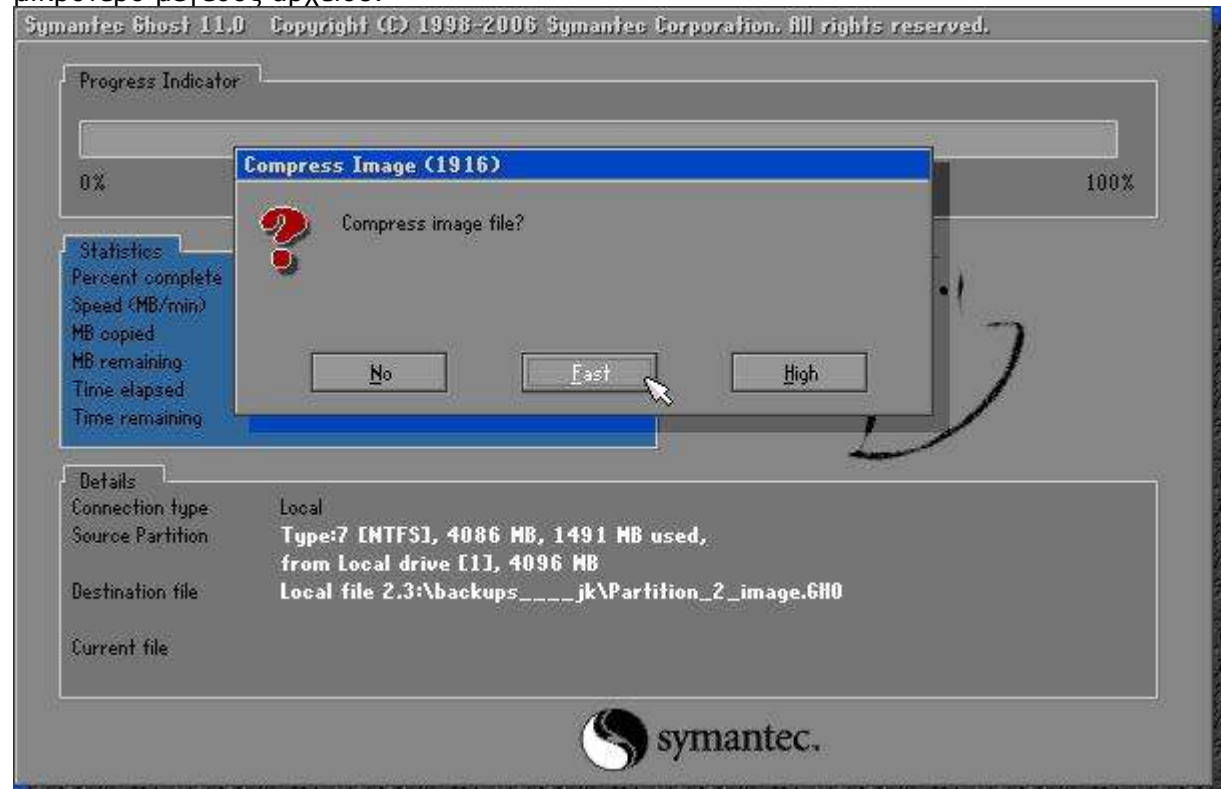 μικρότερο μέγεθος αρχείου.
Symantec Ghost 11.0 Copyright (C) 1998-2006 Symantec Corporation. All rights reserved.
Progress Indicator
0%
100%
Compress Image (1916)
Compress image file?
No
Fast
High
Statistics
Percent complete
Speed (MB/min)
MB copied
MB remaining
Time elapsed
Time remaining
Details
Connection type Local
Source Partition Type:7 [NTFS], 4086 MB, 1491 MB used,
from Local drive [1], 4096 MB
Destination file Local file 2.3:\backups____jk\Partition_2_image.GHO
Current file
symantec.